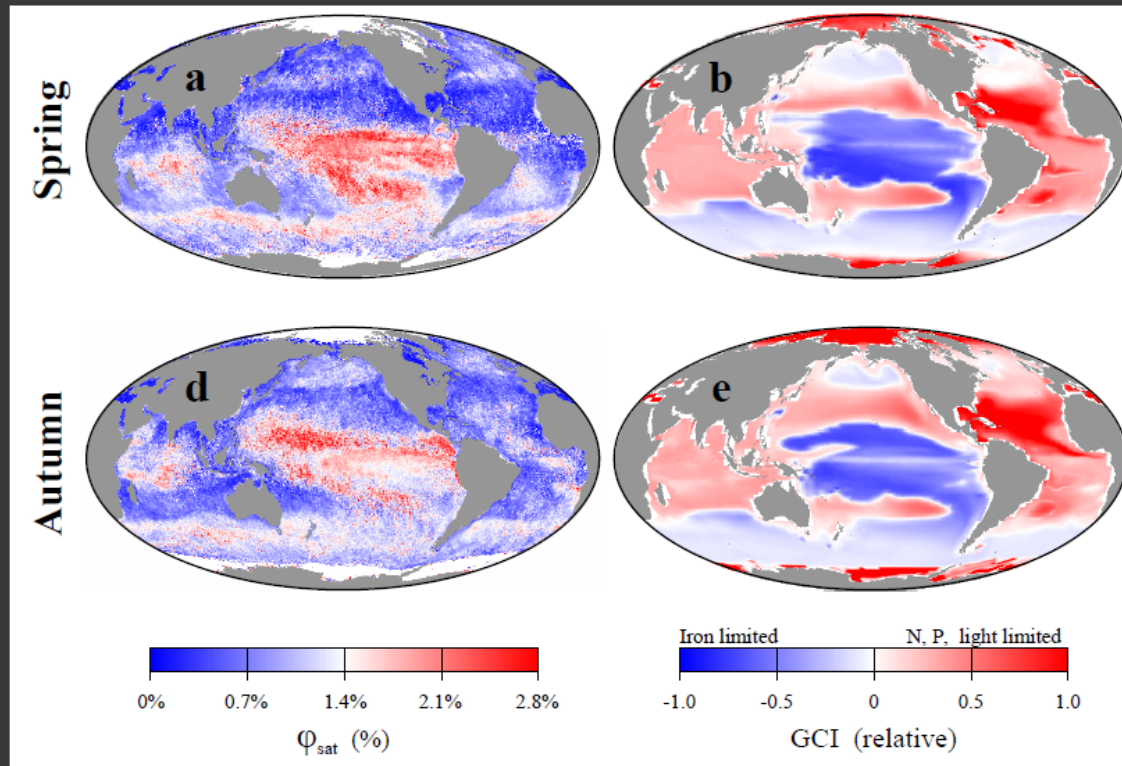 Spring
a
b
Autumn
d
e
Iron limited N, P, light limited
0% 0.7% 1.4% 2.1% 2.8%
-1.0 -0.5 0 0.5 1.0
φsat (%)
GCI (relative)